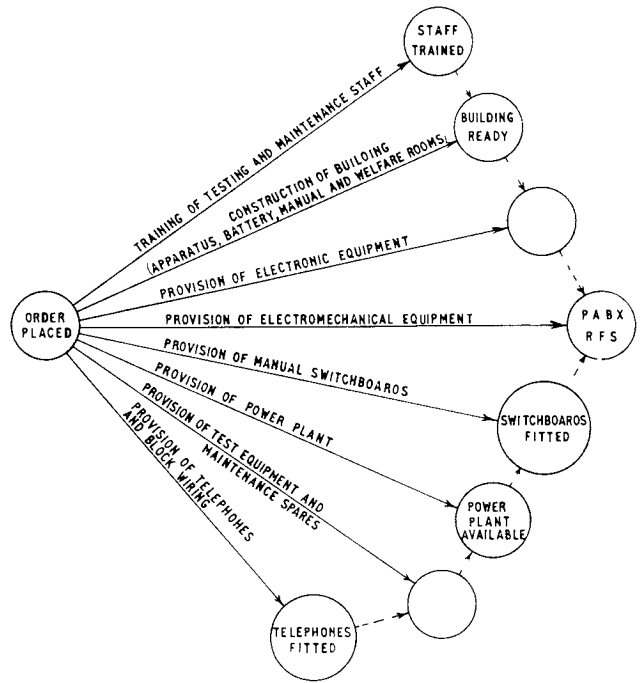 STAFF
TRAINED
TRAINING OF TESTING AND MAINTENANCE STAFF
BUILDING
READY
CONSTRUCTION OF BUILDING
(APPARATUS, BATTERY, MANUAL AND WELFARE ROOMS)
PROVISION OF ELECTRONIC EQUIPMENT
ORDER
PLACED
PROVISION OF ELECTROMECHANICAL EQUIPMENT
PABX
RFS
PROVISION OF MANUAL SWITCHBOARDS
SWITCHBOARDS
FITTED
PROVISION OF POWER PLANT
POWER
PLANT
AVAILABLE
PROVISION OF TEST EQUIPMENT AND
MAINTENANCE SPARES
PROVISION OF TELEPHONES
AND BLOCK WIRING
TELEPHONES
FITTED